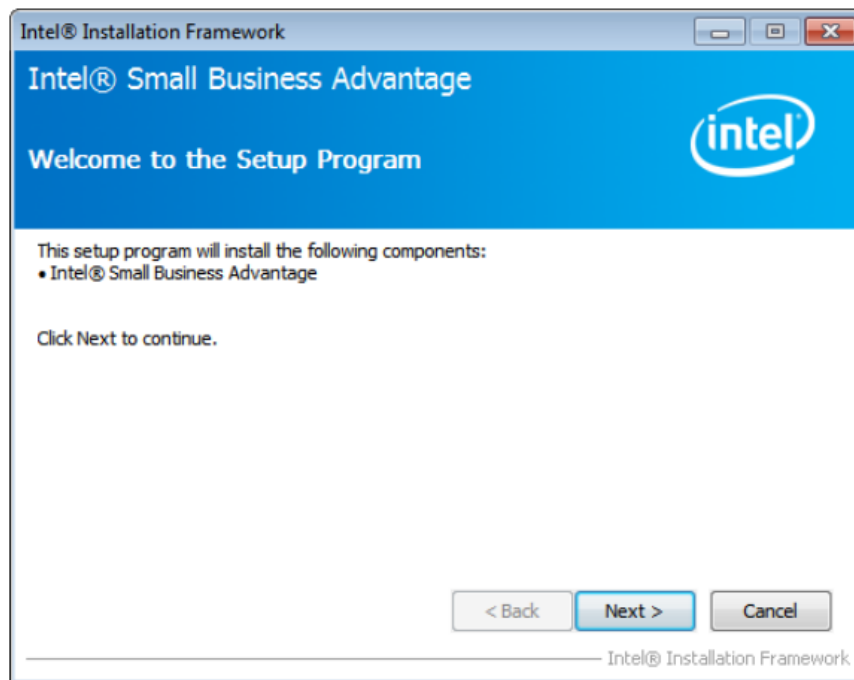 Intel® Installation Framework
Intel® Small Business Advantage
intel
Welcome to the Setup Program
This setup program will install the following components:
• Intel® Small Business Advantage
Click Next to continue.
< Back Next > Cancel
Intel® Installation Framework